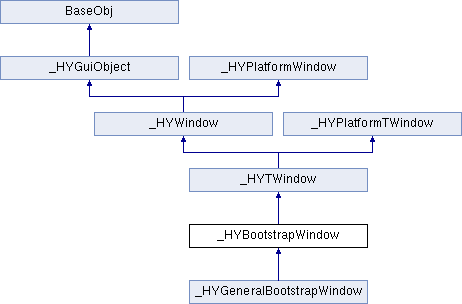 BaseObj
_HYGuiObject
_HYPlatformWindow
_HYWindow
_HYPlatformTWindow
_HYTWindow
_HYBootstrapWindow
_HYGeneralBootstrapWindow